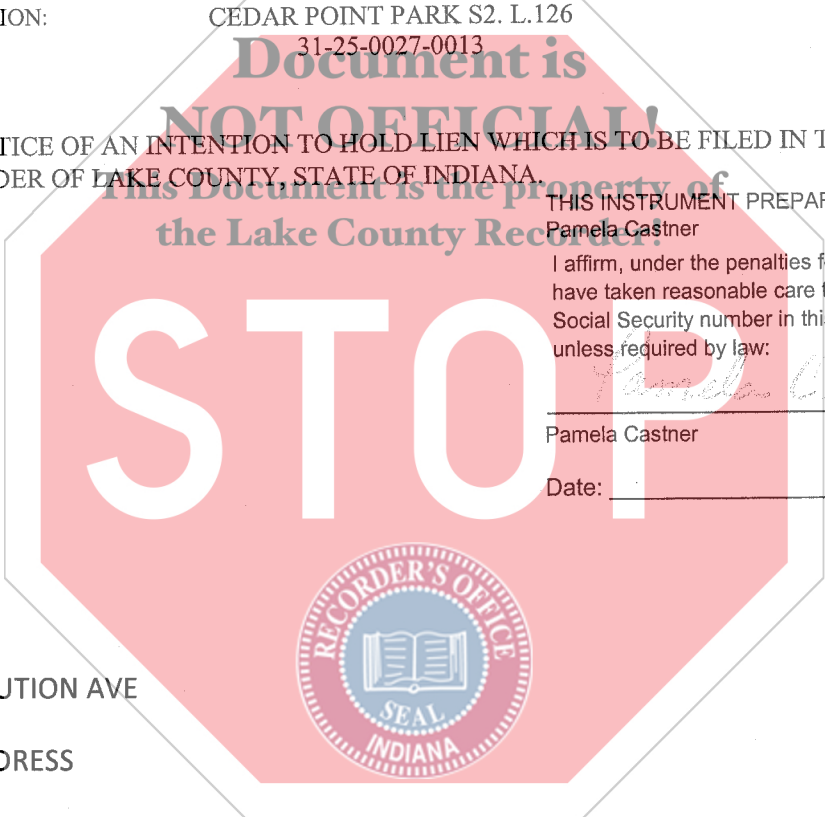 ION: CEDAR POINT PARK S2. L.126
31-25-0027-0013
Document is
NOT OFFICIAL!
TICE OF AN INTENTION TO HOLD LIEN WHICH IS TO BE FILED IN T
DER OF LAKE COUNTY, STATE OF INDIANA.
This Document is the property of
the Lake County Recorder!
THIS INSTRUMENT PREPAR
Pamela Castner
I affirm, under the penalties f
have taken reasonable care t
Social Security number in this
unless required by law:
Pamela C
Pamela Castner
Date:
STOP
RECORDER'S OFFICE
SEAL
INDIANA
UTION AVE
DRESS